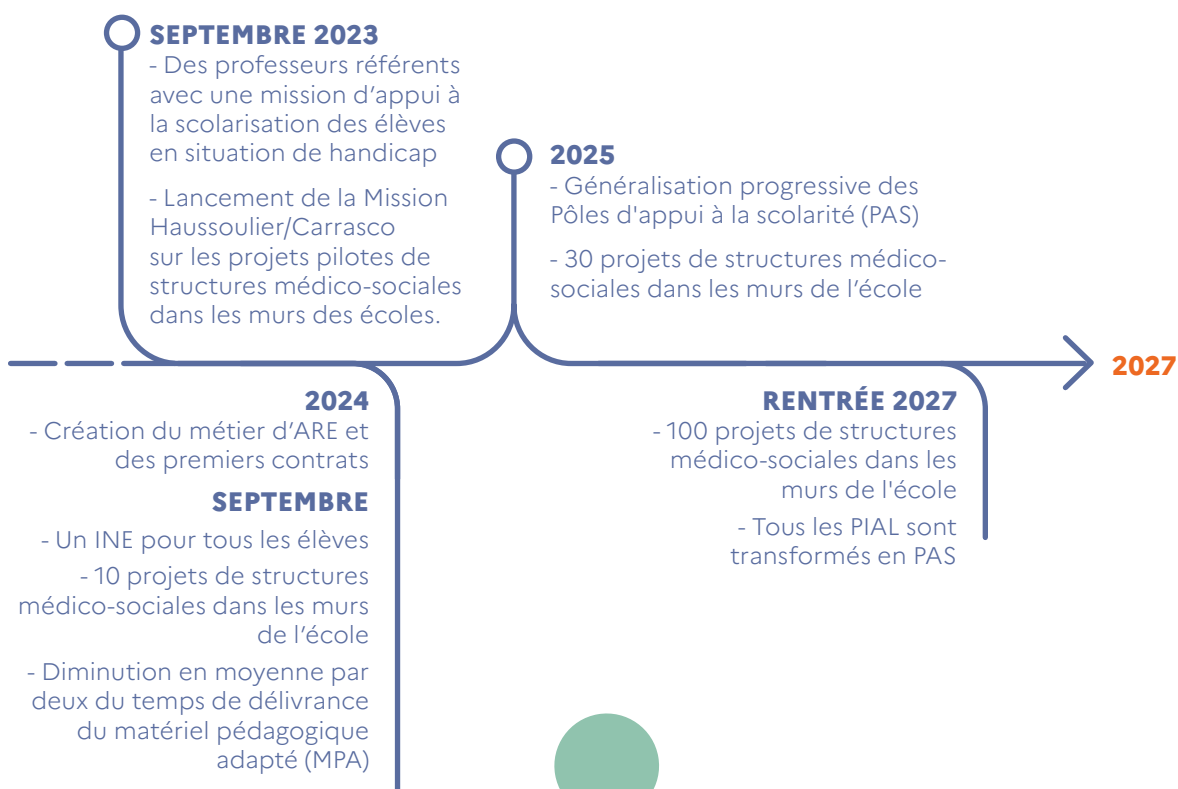 SEPTEMBRE 2023
- Des professeurs référents
avec une mission d’appui à
la scolarisation des élèves
en situation de handicap
- Lancement de la Mission
Haussoulier/Carrasco
sur les projets pilotes de
structures médico-sociales
dans les murs des écoles.
2025
- Généralisation progressive des
Pôles d'appui à la scolarité (PAS)
- 30 projets de structures médico-
sociales dans les murs de l’école
2027
2024
- Création du métier d’ARE et
des premiers contrats
SEPTEMBRE
- Un INE pour tous les élèves
- 10 projets de structures
médico-sociales dans les murs
de l’école
- Diminution en moyenne par
deux du temps de délivrance
du matériel pédagogique
adapté (MPA)
RENTRÉE 2027
- 100 projets de structures
médico-sociales dans les
murs de l'école
- Tous les PIAL sont
transformés en PAS